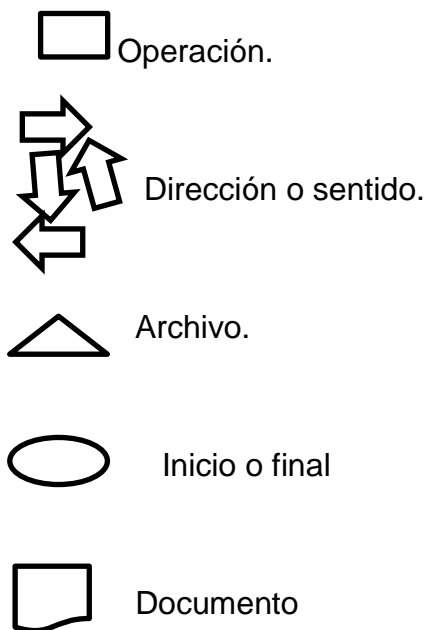 Operación.
Dirección o sentido.
Archivo.
Inicio o final
Documento